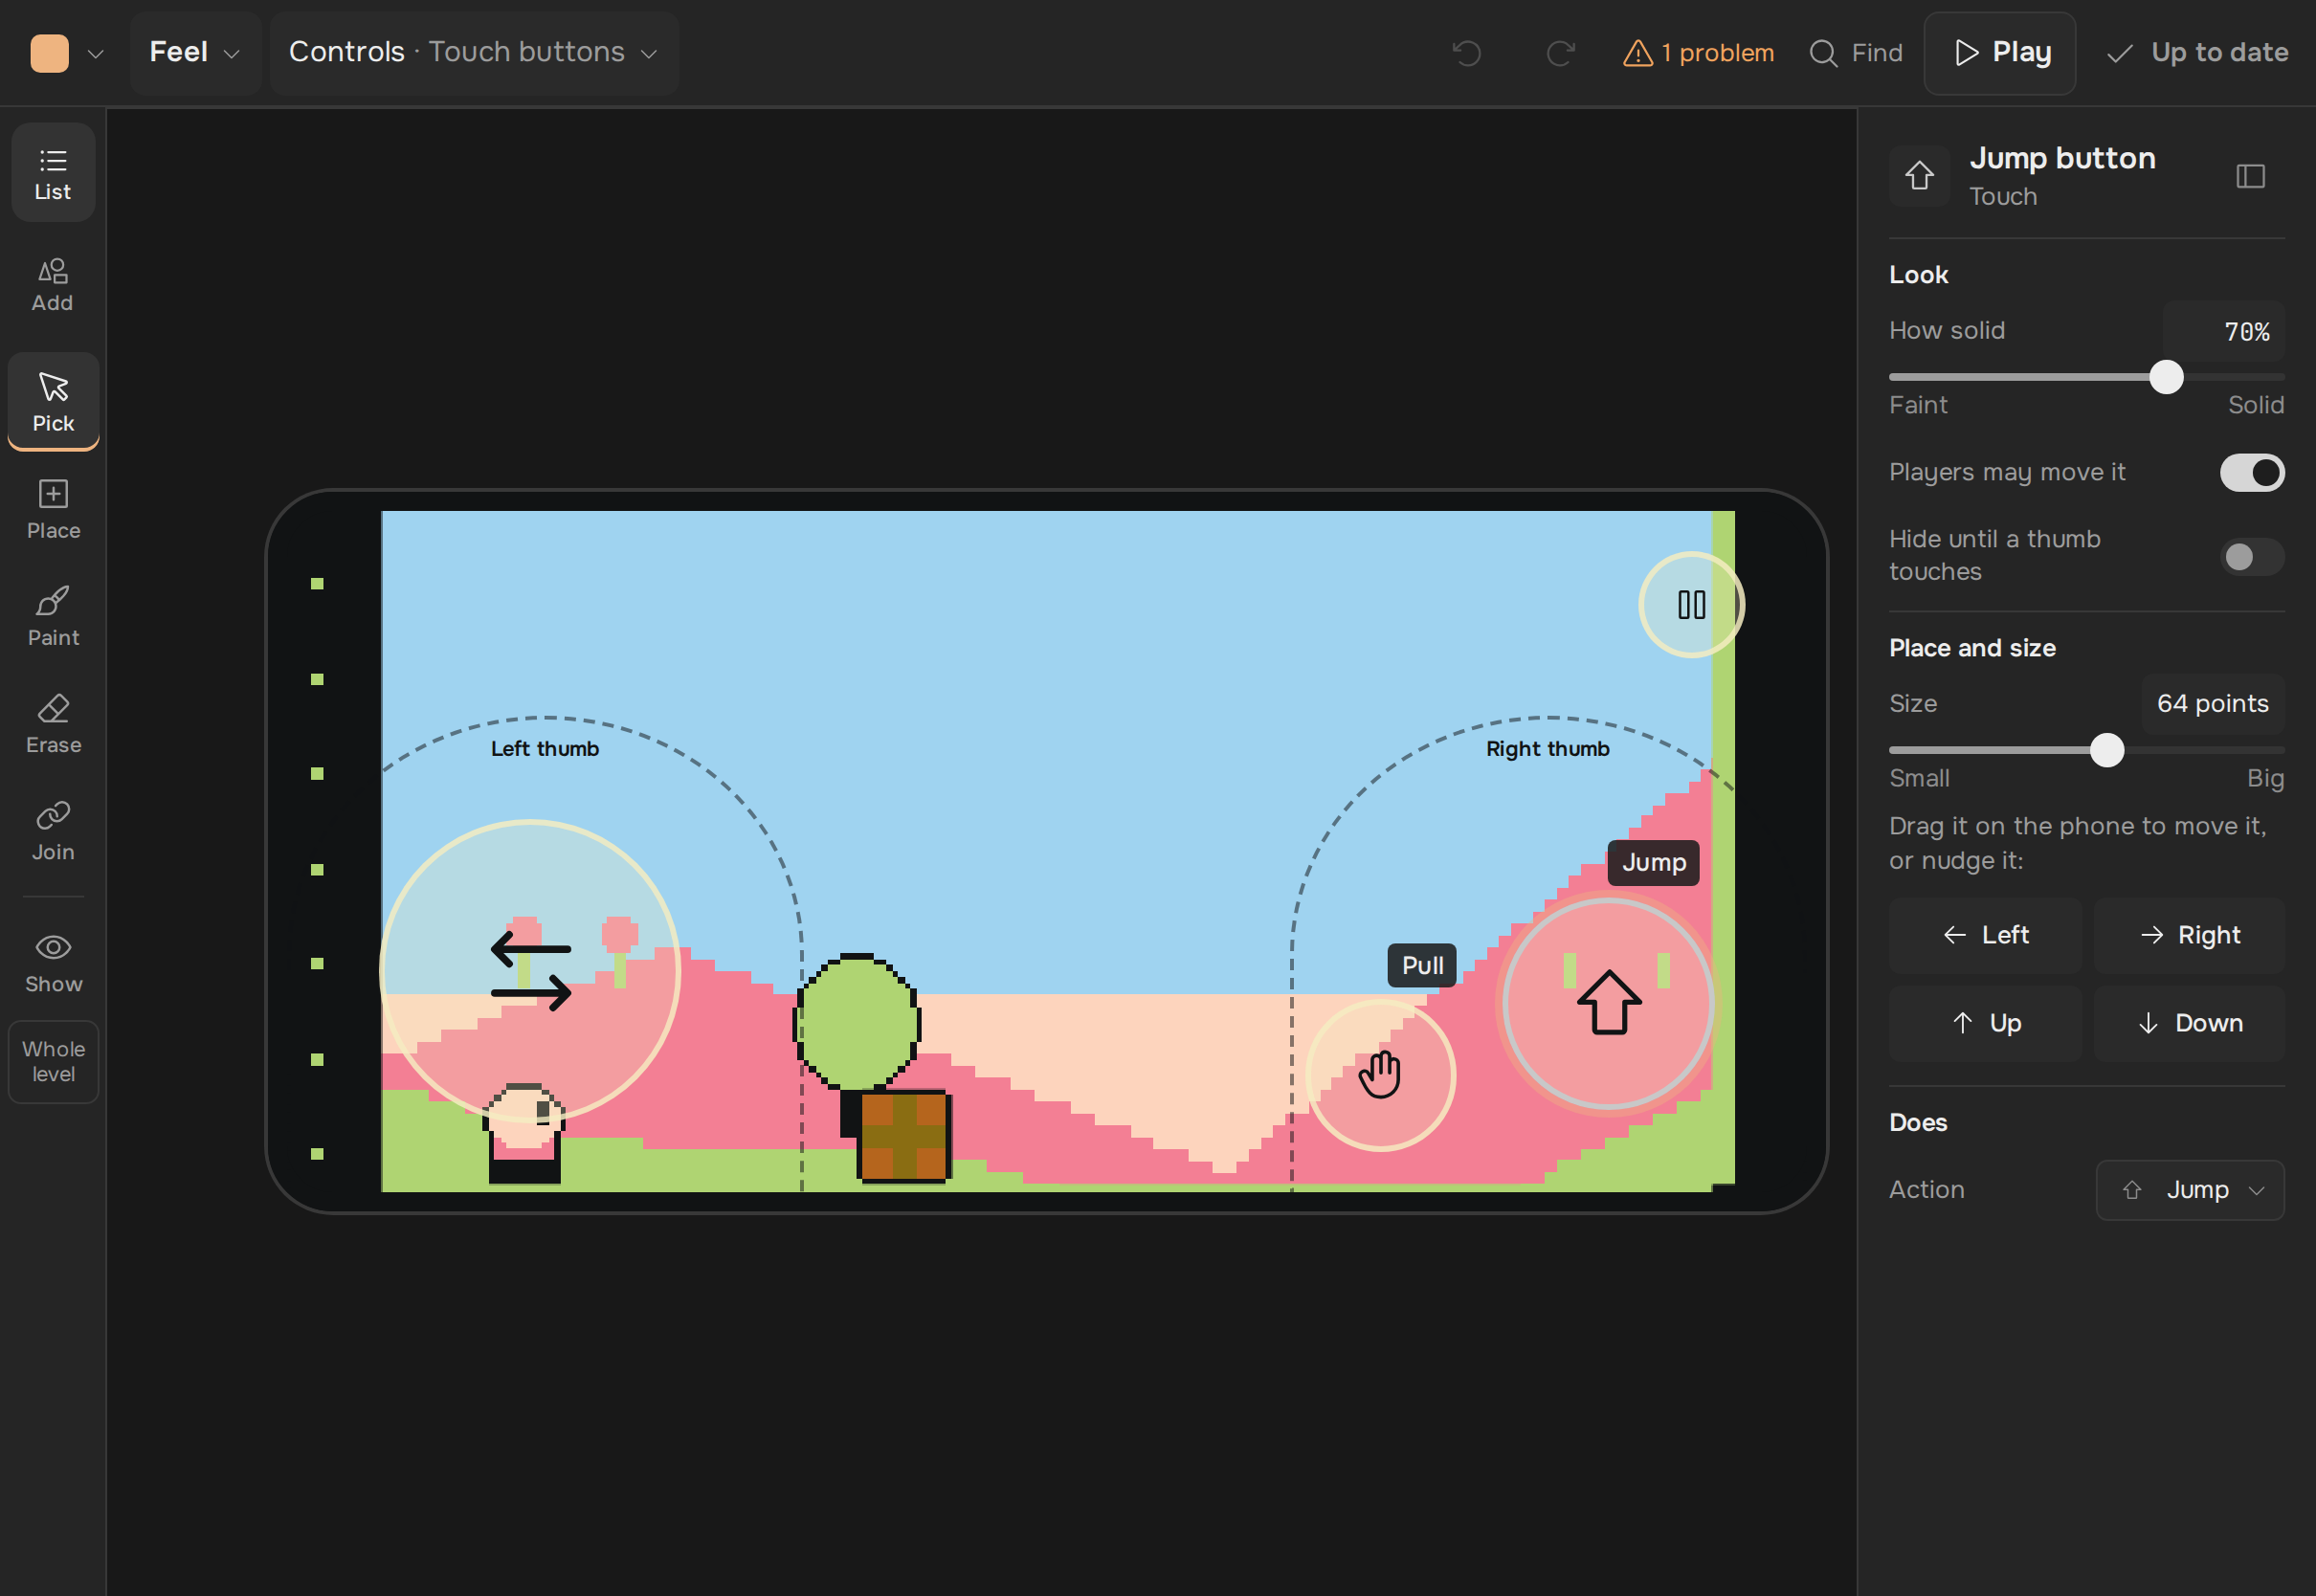 Feel
Controls · Touch buttons
1 problem
Find
Play
Up to date
List
Add
Pick
Place
Paint
Erase
Join
Show
Whole
level
Left thumb
Right thumb
Jump
Pull
Jump button
Touch
Look
How solid
70%
Faint
Solid
Players may move it
Hide until a thumb
touches
Place and size
Size
64 points
Small
Big
Drag it on the phone to move it,
or nudge it:
Left
Right
Up
Down
Does
Action
Jump